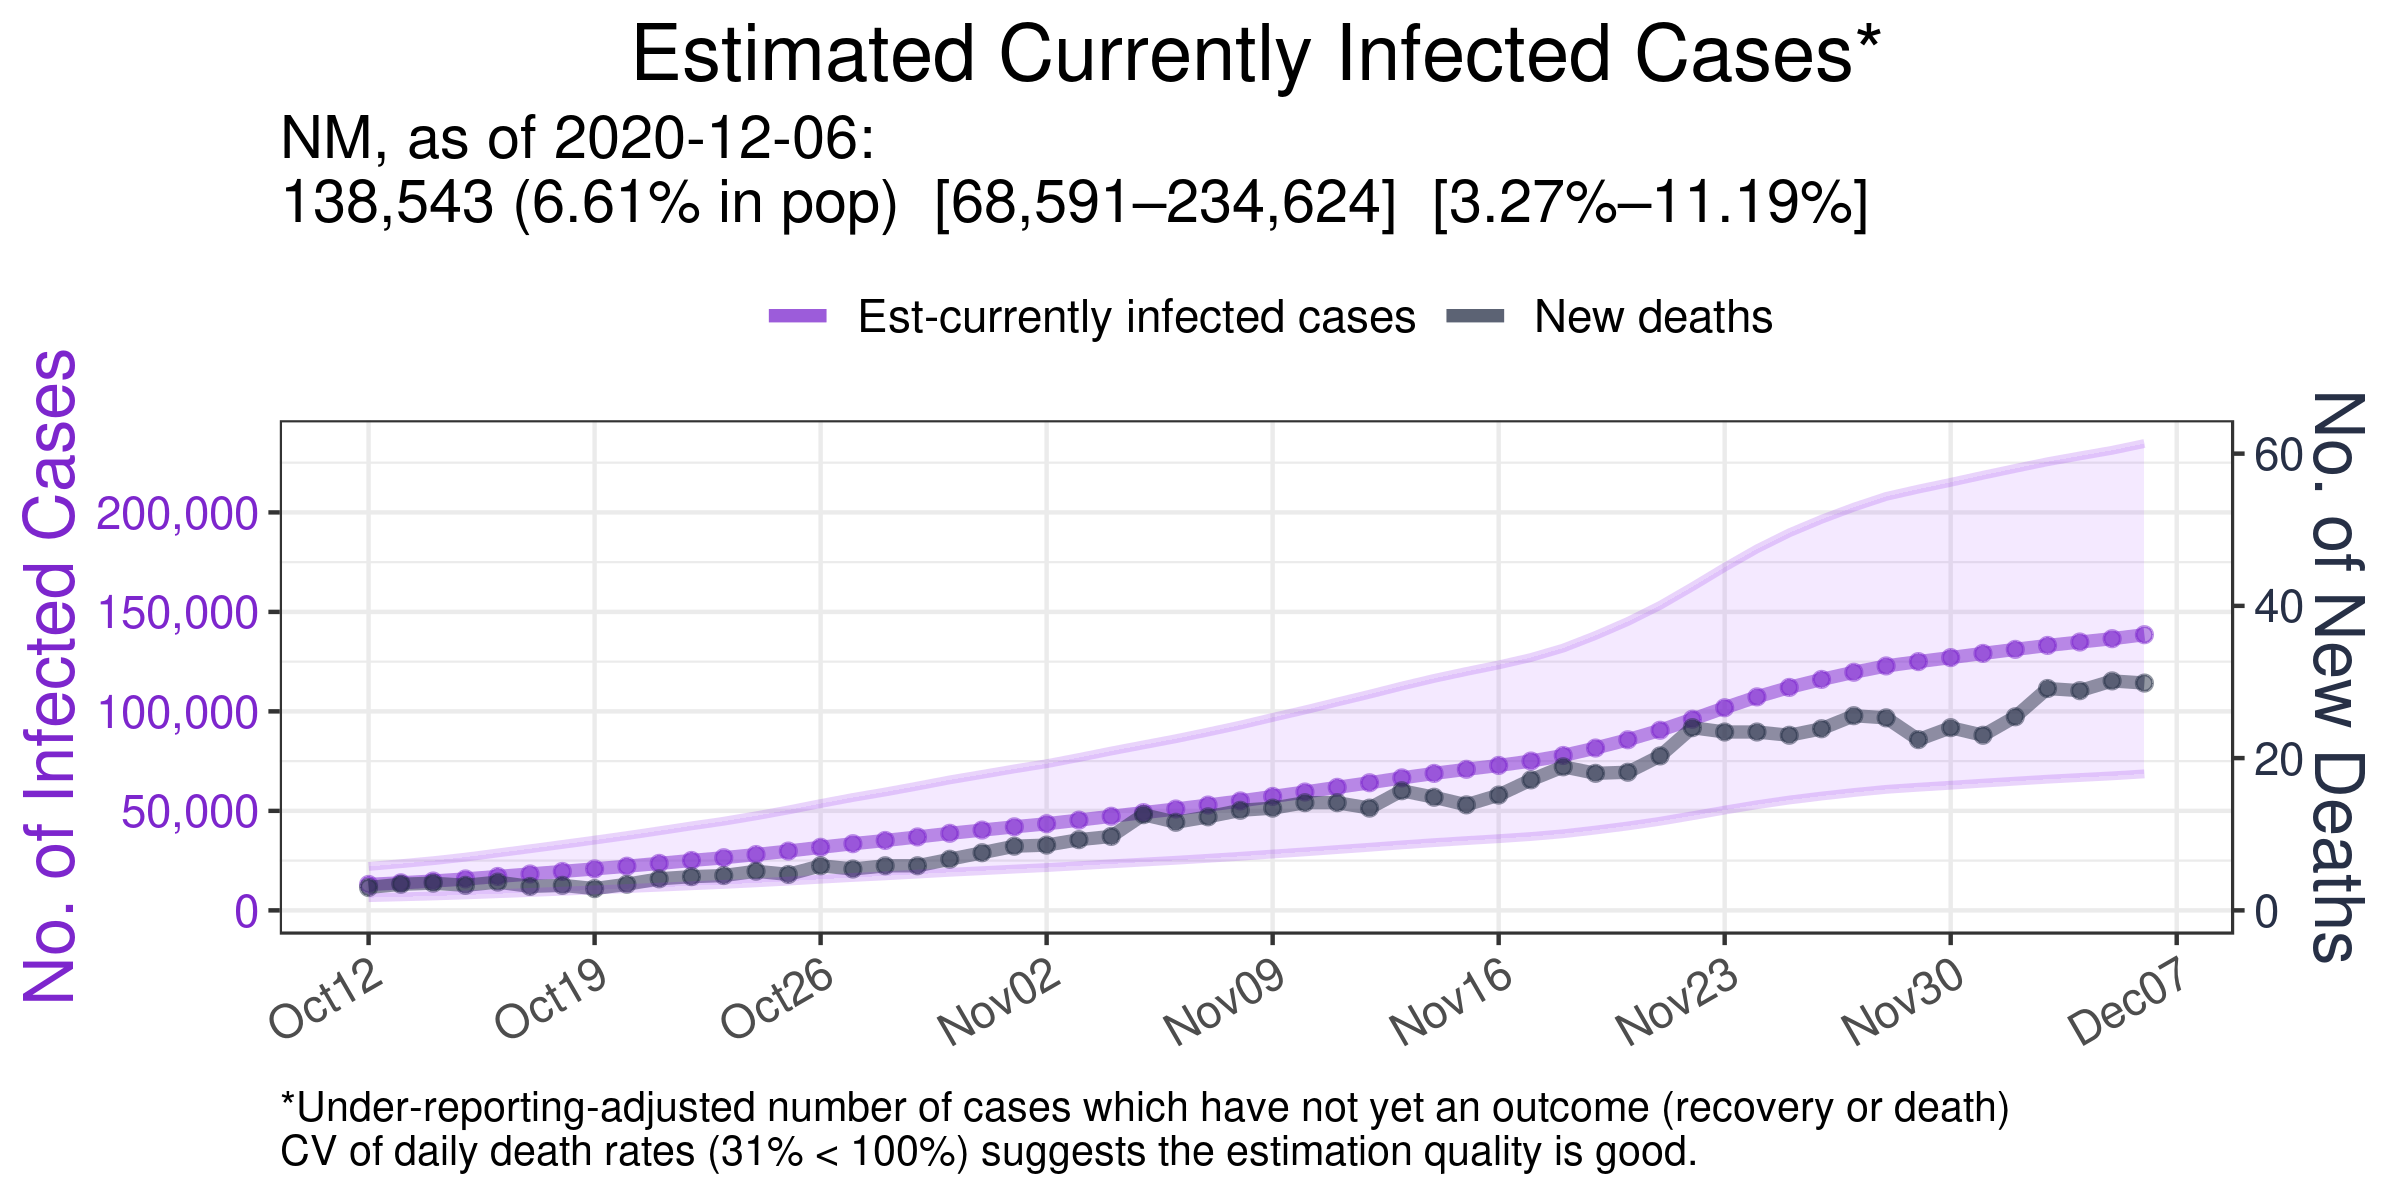 Estimated Currently Infected Cases*
NM, as of 2020-12-06:
138,543 (6.61% in pop)  [68,591–234,624]  [3.27%–11.19%]
Est-currently infected cases
New deaths
No. of Infected Cases
200,000
150,000
100,000
50,000
0
60
40
20
0
No. of New Deaths
Oct12
Oct19
Oct26
Nov02
Nov09
Nov16
Nov23
Nov30
Dec07
*Under-reporting-adjusted number of cases which have not yet an outcome (recovery or death)
CV of daily death rates (31% < 100%) suggests the estimation quality is good.